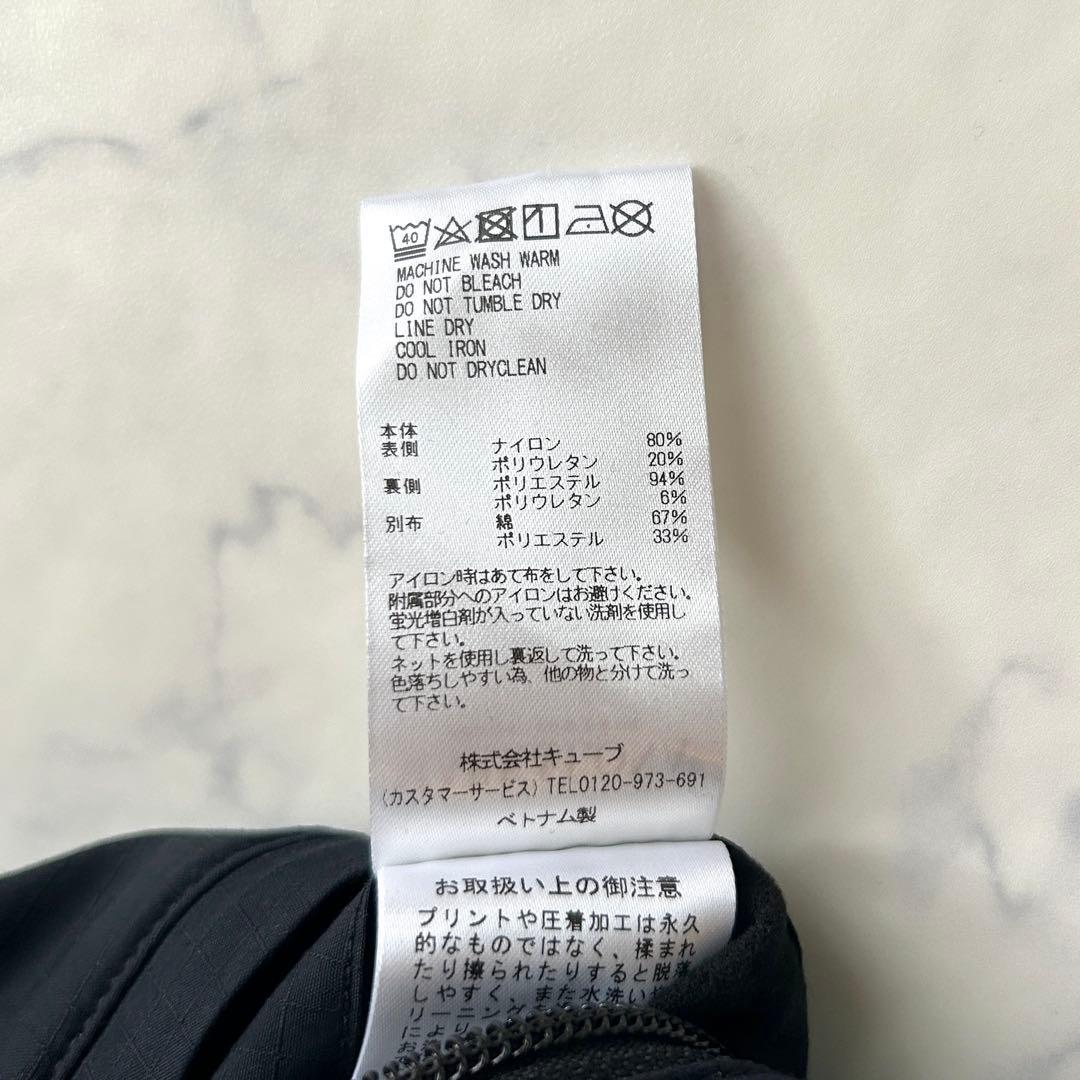 40
MACHINE WASH WARM
DO NOT BLEACH
DO NOT TUMBLE DRY
LINE DRY
COOL IRON
DO NOT DRYCLEAN
本体
表側 ナイロン 80%
ポリウレタン 20%
裏側 ポリエステル 94%
ポリウレタン 6%
別布 綿 67%
ポリエステル 33%
アイロン時はあて布をして下さい。
附属部分へのアイロンはお避けください。
蛍光増白剤が入っていない洗剤を使用し
て下さい。
ネットを使用し裏返して洗って下さい。
色落ちしやすい為、他の物と分けて洗っ
て下さい。
株式会社キューブ
(カスタマーサービス) TEL0120-973-691
ベトナム製
お取扱い上の御注意
プリントや圧着加工は永久
的なものではなく、揉まれ
たり擦られたりすると脱落
しやすく、また水洗いや
リーニング
により